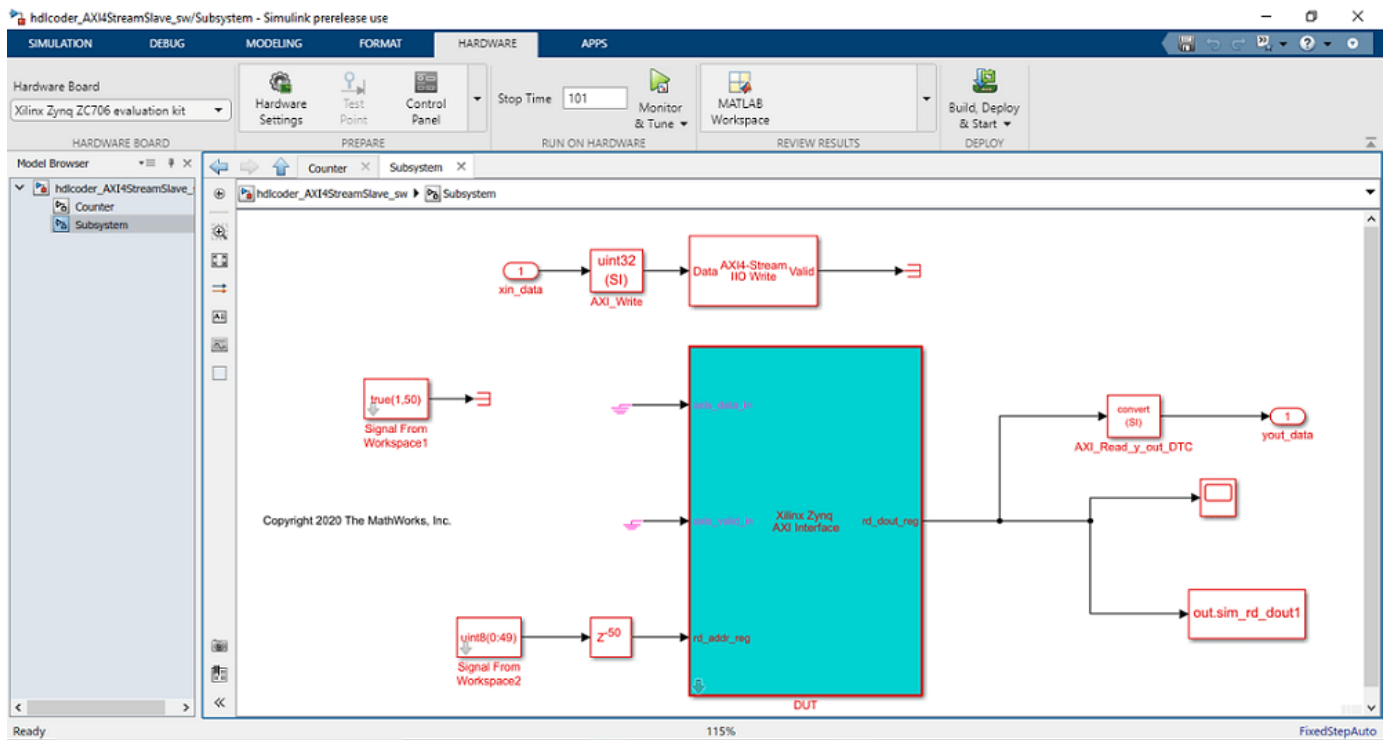 hdlcoder_AXI4StreamSlave_sw/Subsystem - Simulink prerelease use
SIMULATION DEBUG MODELING FORMAT HARDWARE APPS
Hardware Board
Xilinx Zynq ZC706 evaluation kit
HARDWARE BOARD
Hardware
Settings
Test
Point
Control
Panel
PREPARE
Stop Time 101
Monitor
& Tune
RUN ON HARDWARE
MATLAB
Workspace
REVIEW RESULTS
Build, Deploy
& Start
DEPLOY
Model Browser
hdlcoder_AXI4StreamSlave_
Counter
Subsystem
Counter Subsystem
hdlcoder_AXI4StreamSlave_sw Subsystem
1
xin_data
uint32
(SI)
AXI_Write
Data AXI4-Stream Valid
IIO Write
true(1,50)
Signal From
Workspace1
axis_data_in
convert
(SI)
AXI_Read_y_out_DTC
1
yout_data
Copyright 2020 The MathWorks, Inc.
axis_valid_in
Xilinx Zynq
AXI Interface
rd_dout_reg
out.sim_rd_dout1
uint8(0:49)
Signal From
Workspace2
Z-50
rd_addr_reg
DUT
Ready 115% FixedStepAuto